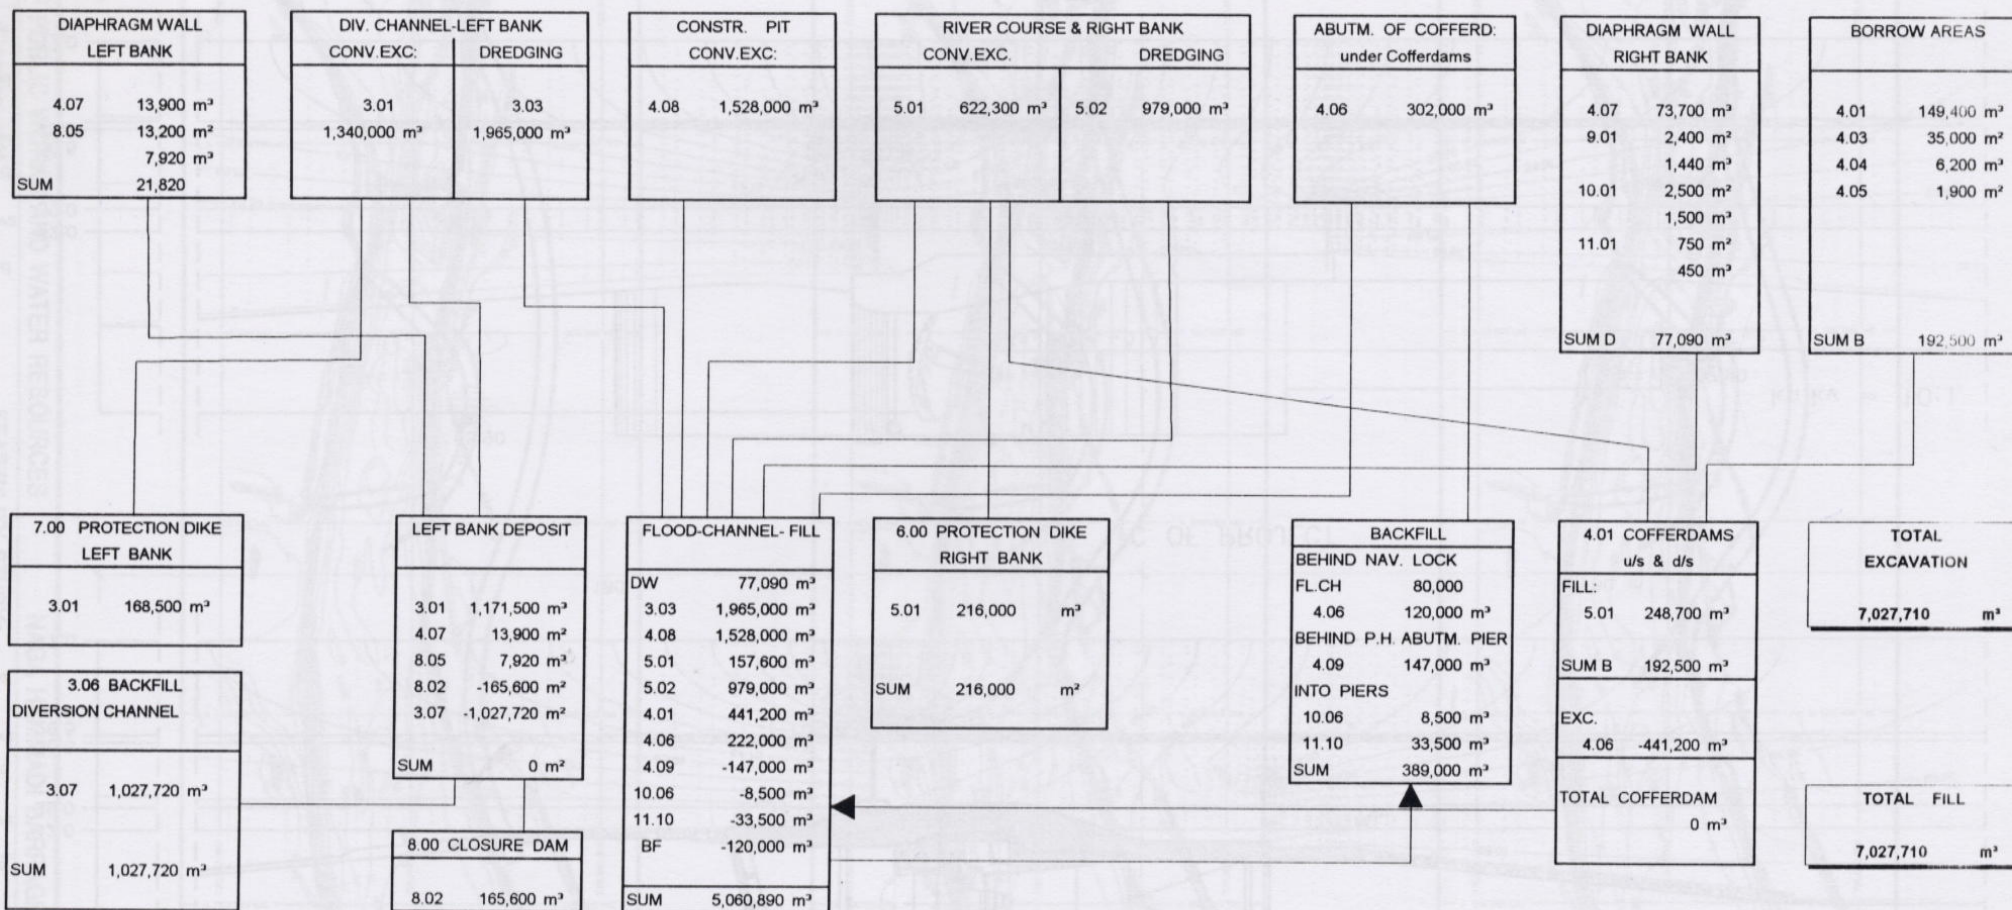 DIAPHRAGM WALL
LEFT BANK
4.07 13,900 m³
8.05 13,200 m²
7,920 m³
SUM 21,820
DIV. CHANNEL-LEFT BANK
CONV.EXC: DREDGING
3.01 3.03
1,340,000 m³ 1,965,000 m³
CONSTR. PIT
CONV.EXC:
4.08 1,528,000 m³
RIVER COURSE & RIGHT BANK
CONV.EXC. DREDGING
5.01 622,300 m³ 5.02 979,000 m³
ABUTM. OF COFFERD:
under Cofferdams
4.06 302,000 m³
DIAPHRAGM WALL
RIGHT BANK
4.07 73,700 m³
9.01 2,400 m²
1,440 m³
10.01 2,500 m²
1,500 m³
11.01 750 m²
450 m³
SUM D 77,090 m³
BORROW AREAS
4.01 149,400 m³
4.03 35,000 m²
4.04 6,200 m³
4.05 1,900 m²
SUM B 192,500 m³
7.00 PROTECTION DIKE
LEFT BANK
3.01 168,500 m³
3.06 BACKFILL
DIVERSION CHANNEL
3.07 1,027,720 m³
SUM 1,027,720 m³
LEFT BANK DEPOSIT
3.01 1,171,500 m³
4.07 13,900 m²
8.05 7,920 m³
8.02 -165,600 m²
3.07 -1,027,720 m²
SUM 0 m²
8.00 CLOSURE DAM
8.02 165,600 m³
FLOOD-CHANNEL- FILL
DW 77,090 m³
3.03 1,965,000 m³
4.08 1,528,000 m³
5.01 157,600 m³
5.02 979,000 m³
4.01 441,200 m³
4.06 222,000 m³
4.09 -147,000 m³
10.06 -8,500 m³
11.10 -33,500 m³
BF -120,000 m³
SUM 5,060,890 m³
6.00 PROTECTION DIKE
RIGHT BANK
5.01 216,000 m³
SUM 216,000 m²
BACKFILL
BEHIND NAV. LOCK
FL.CH 80,000
4.06 120,000 m³
BEHIND P.H. ABUTM. PIER
4.09 147,000 m³
INTO PIERS
10.06 8,500 m³
11.10 33,500 m³
SUM 389,000 m³
4.01 COFFERDAMS
u/s & d/s
FILL:
5.01 248,700 m³
SUM B 192,500 m³
EXC.
4.06 -441,200 m³
TOTAL COFFERDAM
0 m³
TOTAL
EXCAVATION
7,027,710 m³
TOTAL FILL
7,027,710 m³